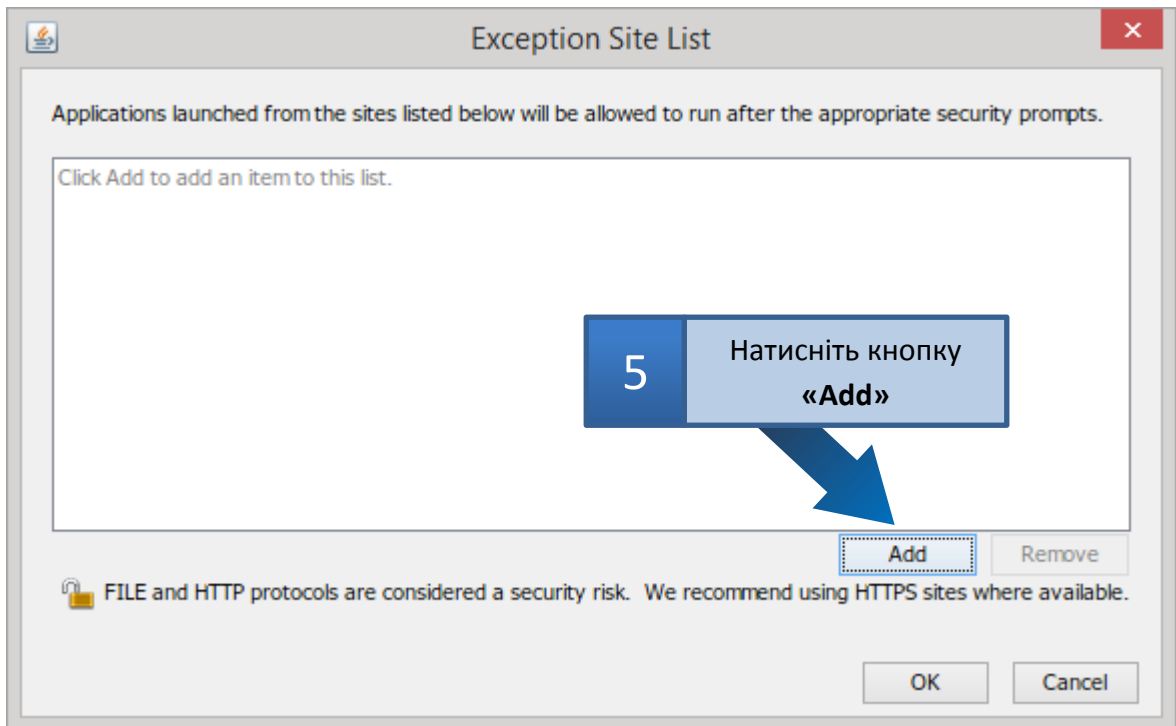 Exception Site List
Applications launched from the sites listed below will be allowed to run after the appropriate security prompts.
Click Add to add an item to this list.
5
Натисніть кнопку
«Add»
Add
Remove
FILE and HTTP protocols are considered a security risk. We recommend using HTTPS sites where available.
OK
Cancel